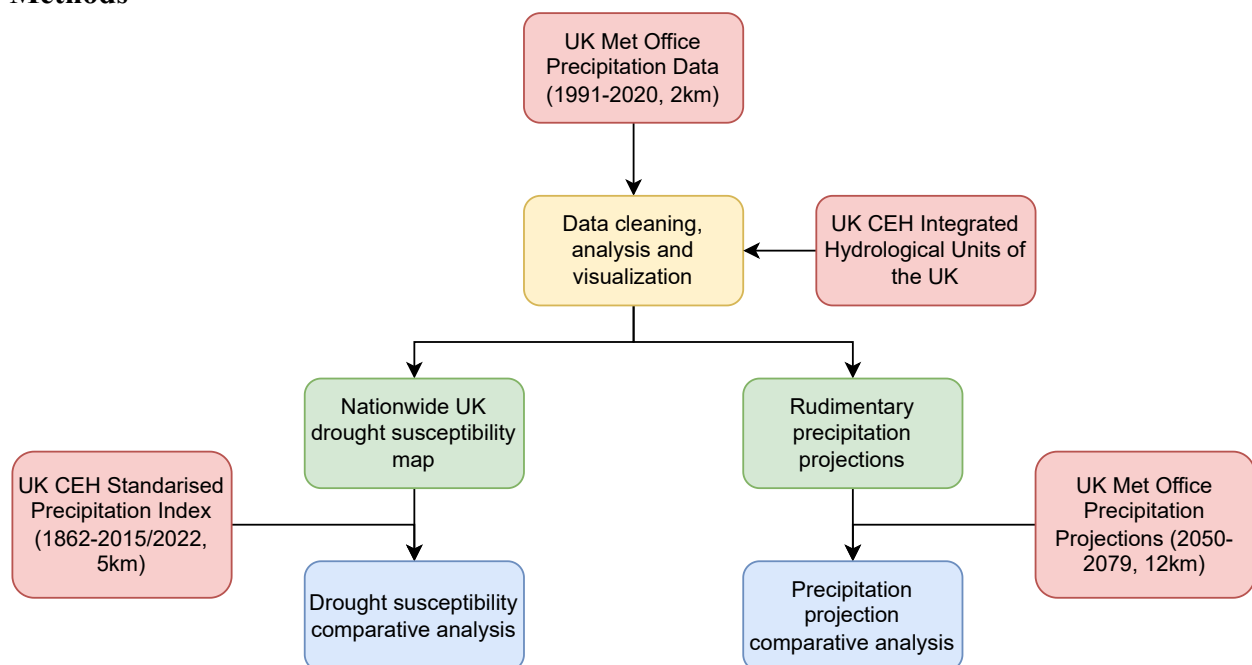 Methods
UK Met Office
Precipitation Data
(1991-2020, 2km)
Data cleaning,
analysis and
visualization
UK CEH Integrated
Hydrological Units of
the UK
Nationwide UK
drought susceptibility
map
Rudimentary
precipitation
projections
UK CEH Standarised
Precipitation Index
(1862-2015/2022,
5km)
UK Met Office
Precipitation
Projections (2050-
2079, 12km)
Drought susceptibility
comparative analysis
Precipitation
projection
comparative analysis